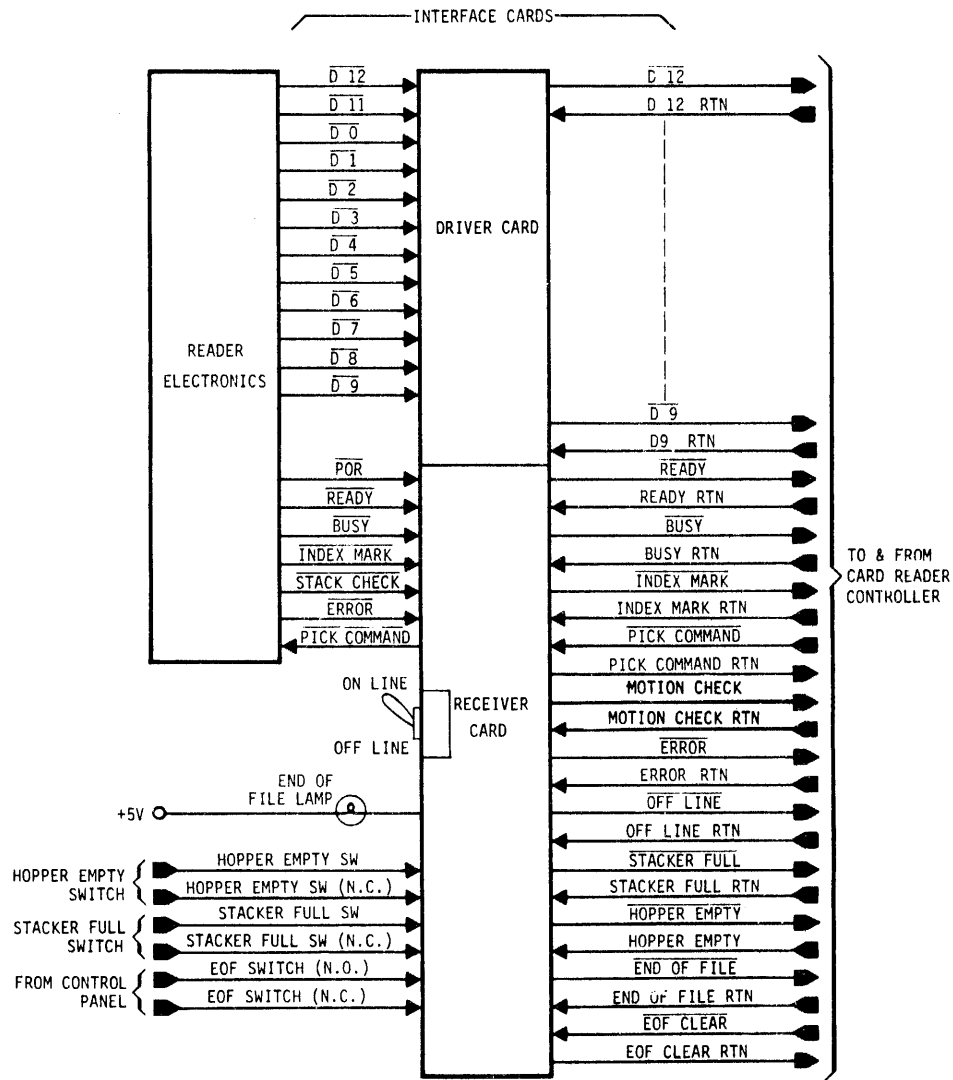 INTERFACE CARDS
D 12
D 11
D 0
D 1
D 2
D 3
D 4
D 5
D 6
D 7
D 8
D 9
READER
ELECTRONICS
DRIVER CARD
D 12
D 12 RTN
D 9
D9 RTN
POR
READY
BUSY
INDEX MARK
STACK CHECK
ERROR
PICK COMMAND
READY
READY RTN
BUSY
BUSY RTN
INDEX MARK
INDEX MARK RTN
PICK COMMAND
PICK COMMAND RTN
MOTION CHECK
MOTION CHECK RTN
ERROR
ERROR RTN
OFF LINE
OFF LINE RTN
STACKER FULL
STACKER FULL RTN
HOPPER EMPTY
HOPPER EMPTY
END OF FILE
END OF FILE RTN
EOF CLEAR
EOF CLEAR RTN
TO & FROM
CARD READER
CONTROLLER
ON LINE
OFF LINE
RECEIVER
CARD
END OF
FILE LAMP
+5V
HOPPER EMPTY
SWITCH
HOPPER EMPTY SW
HOPPER EMPTY SW (N.C.)
STACKER FULL
SWITCH
STACKER FULL SW
STACKER FULL SW (N.C.)
FROM CONTROL
PANEL
EOF SWITCH (N.O.)
EOF SWITCH (N.C.)